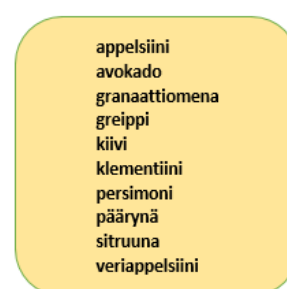 appelsiini
avokado
granaattiomena
greippi
kiivi
klementiini
persimoni
päärynä
sitruuna
veriappelsiini